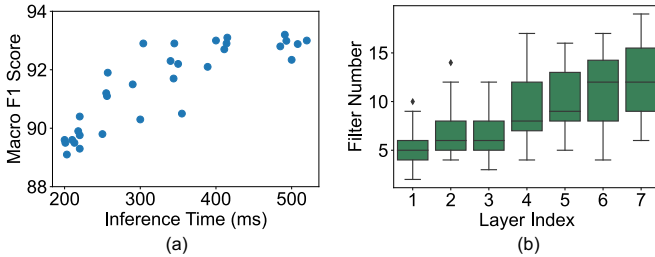 94
92
90
88
Macro F1 Score
200
300
400
500
Inference Time (ms)
(a)
15
10
5
Filter Number
1 2 3 4 5 6 7
Layer Index
(b)